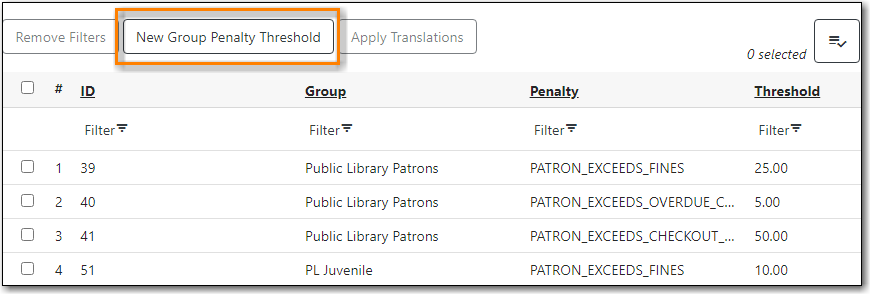 Remove Filters New Group Penalty Threshold Apply Translations
0 selected
# ID Group Penalty Threshold
Filter Filter Filter Filter
1 39 Public Library Patrons PATRON_EXCEEDS_FINES 25.00
2 40 Public Library Patrons PATRON_EXCEEDS_OVERDUE_C... 5.00
3 41 Public Library Patrons PATRON_EXCEEDS_CHECKOUT_... 50.00
4 51 PL Juvenile PATRON_EXCEEDS_FINES 10.00